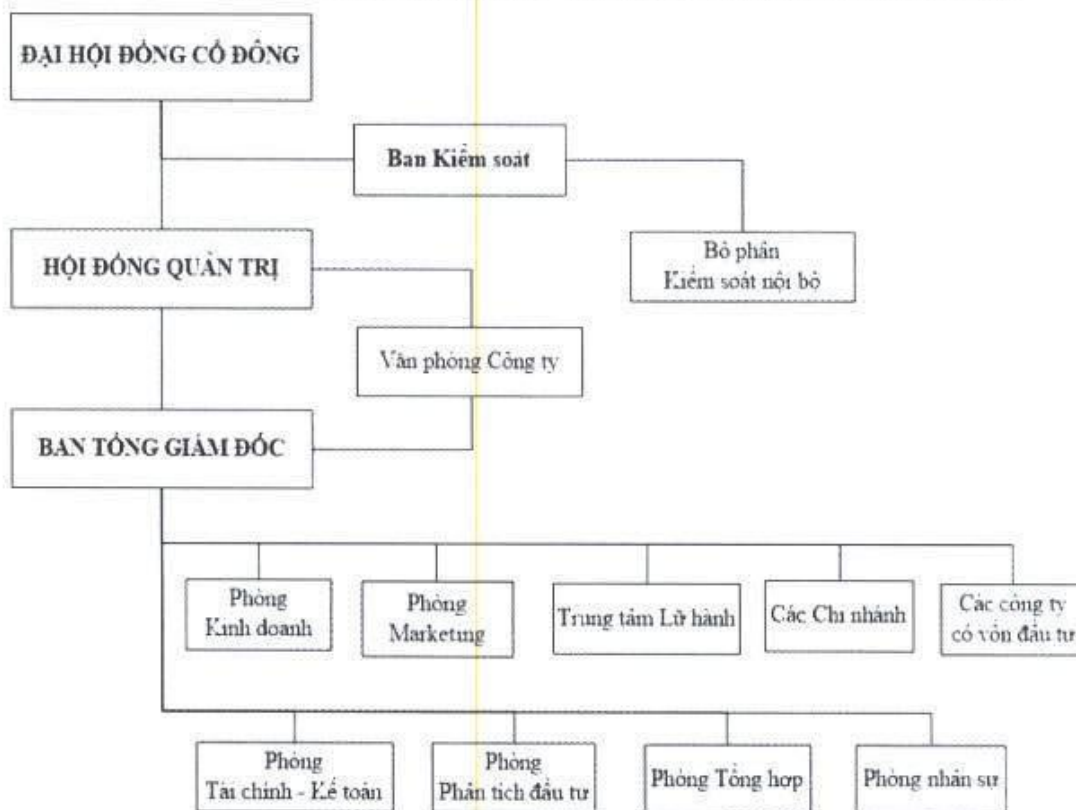 ĐẠI HỘI ĐỒNG CỔ ĐÔNG
Ban Kiểm soát
Bộ phận
Kiểm soát nội bộ
HỘI ĐỒNG QUẢN TRỊ
Văn phòng Công ty
BAN TỔNG GIÁM ĐỐC
Phòng
Kinh doanh
Phòng
Marketing
Trung tâm Lữ hành
Các Chi nhánh
Các công ty
có vốn đầu tư
Phòng
Tài chính - Kế toán
Phòng
Phân tích đầu tư
Phòng Tổng hợp
Phòng nhân sự